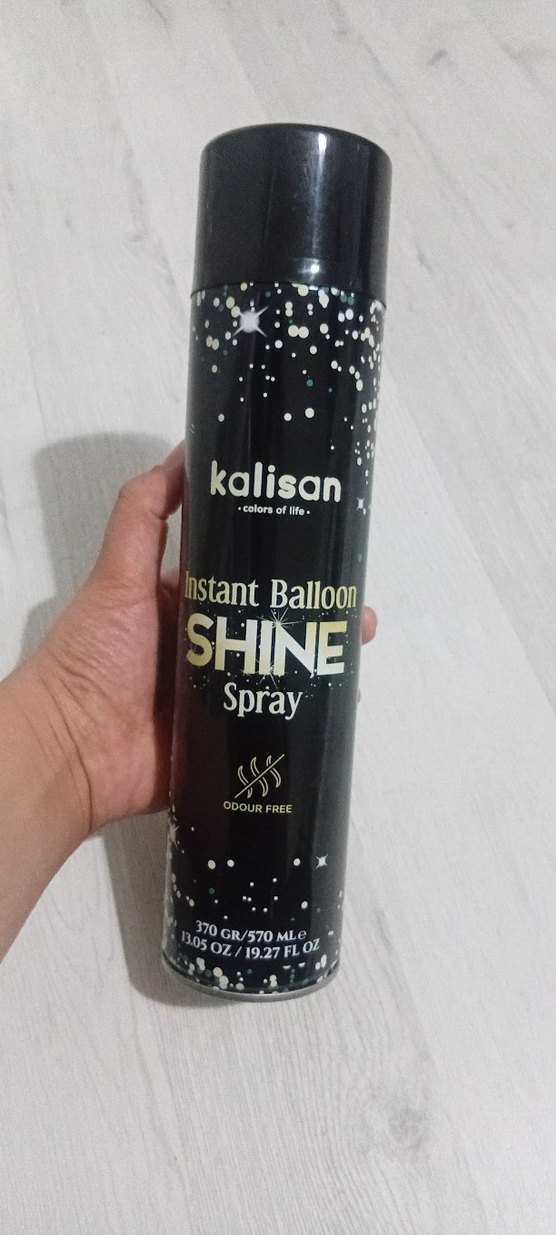 kalisan
• colors of life •
Instant Balloon
SHINE
Spray
ODOUR FREE
370 GR/570 ML e
13.05 OZ / 19.27 FL OZ